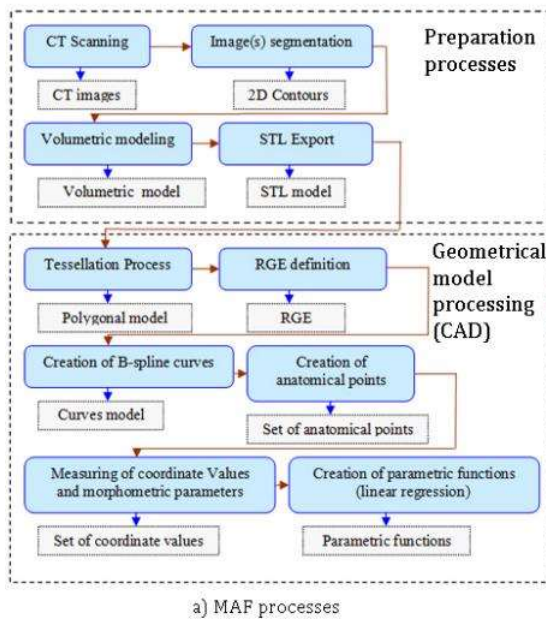 CT Scanning
Image(s) segmentation
Preparation
processes
CT images
2D Contours
Volumetric modeling
STL Export
Volumetric model
STL model
Geometrical
model
processing
(CAD)
Tessellation Process
RGE definition
Polygonal model
RGE
Creation of B-spline curves
Creation of
anatomical points
Curves model
Set of anatomical points
Measuring of coordinate Values
and morphometric parameters
Creation of parametric functions
(linear regression)
Set of coordinate values
Parametric functions
a) MAF processes